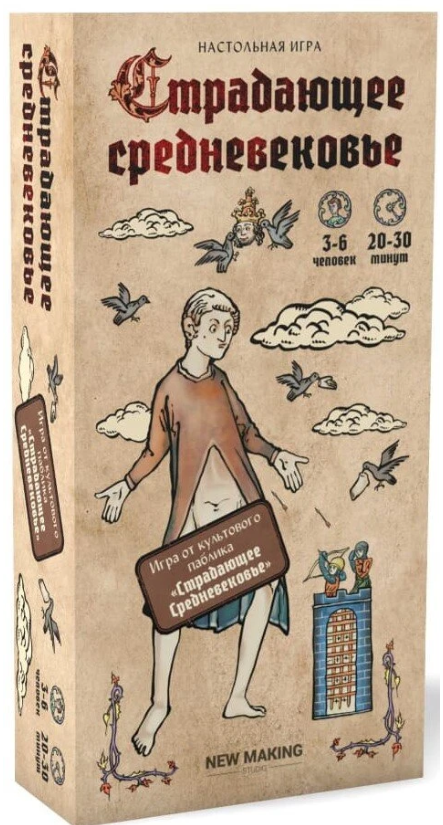 НАСТОЛЬНАЯ ИГРА
Страдающее
средневековье
3-6
человек
20-30
минут
Игра от культового
паблика
«Страдающее
Средневековье»
NEW MAKING
STUDIO
Страдающее
средневековье
Игра от культового
паблика
«Страдающее
Средневековье»
3-6
человек
20-30
минут